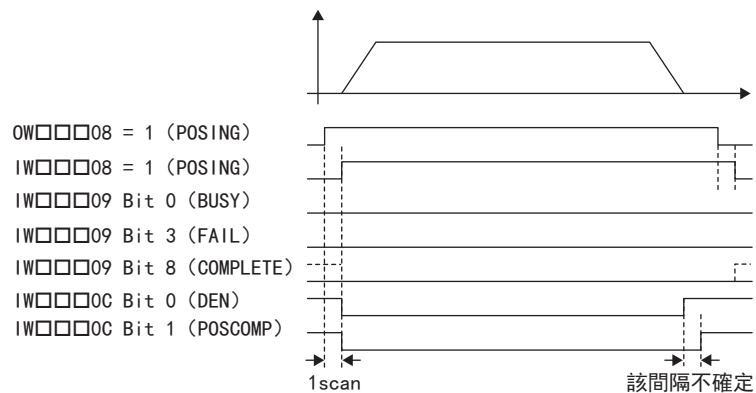 OW□□□08 = 1 (POSING)
IW□□□08 = 1 (POSING)
IW□□□09 Bit 0 (BUSY)
IW□□□09 Bit 3 (FAIL)
IW□□□09 Bit 8 (COMPLETE)
IW□□□0C Bit 0 (DEN)
IW□□□0C Bit 1 (POSCOMP)
1scan 該間隔不確定